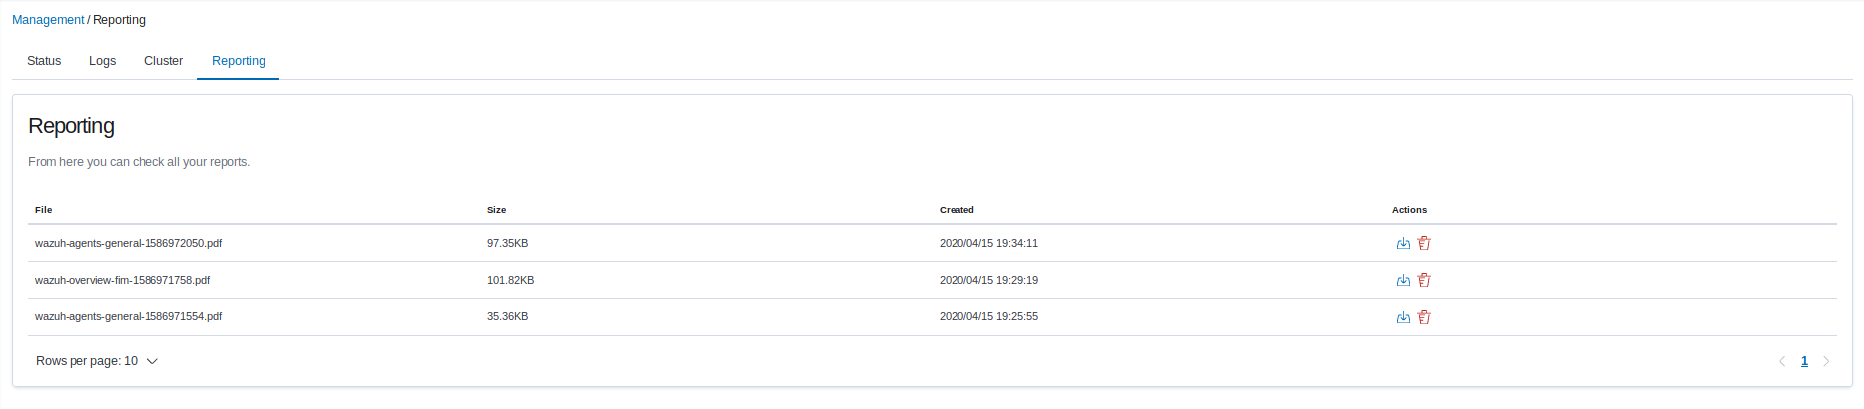 Management / Reporting
Status Logs Cluster Reporting
Reporting
From here you can check all your reports.
File Size Created Actions
wazuh-agents-general-1586972050.pdf 97.35KB 2020/04/15 19:34:11
wazuh-overview-fim-1586971758.pdf 101.82KB 2020/04/15 19:29:19
wazuh-agents-general-1586971554.pdf 35.36KB 2020/04/15 19:25:55
Rows per page: 10 1